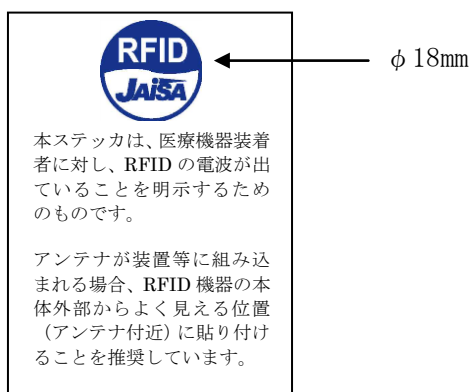 RFID
JAISA
φ18mm
本ステッカは、医療機器装着
者に対し、RFID の電波が出
ていることを明示するため
のものです。
アンテナが装置等に組み込
まれる場合、RFID 機器の本
体外部からよく見える位置
（アンテナ付近）に貼り付け
ることを推奨しています。